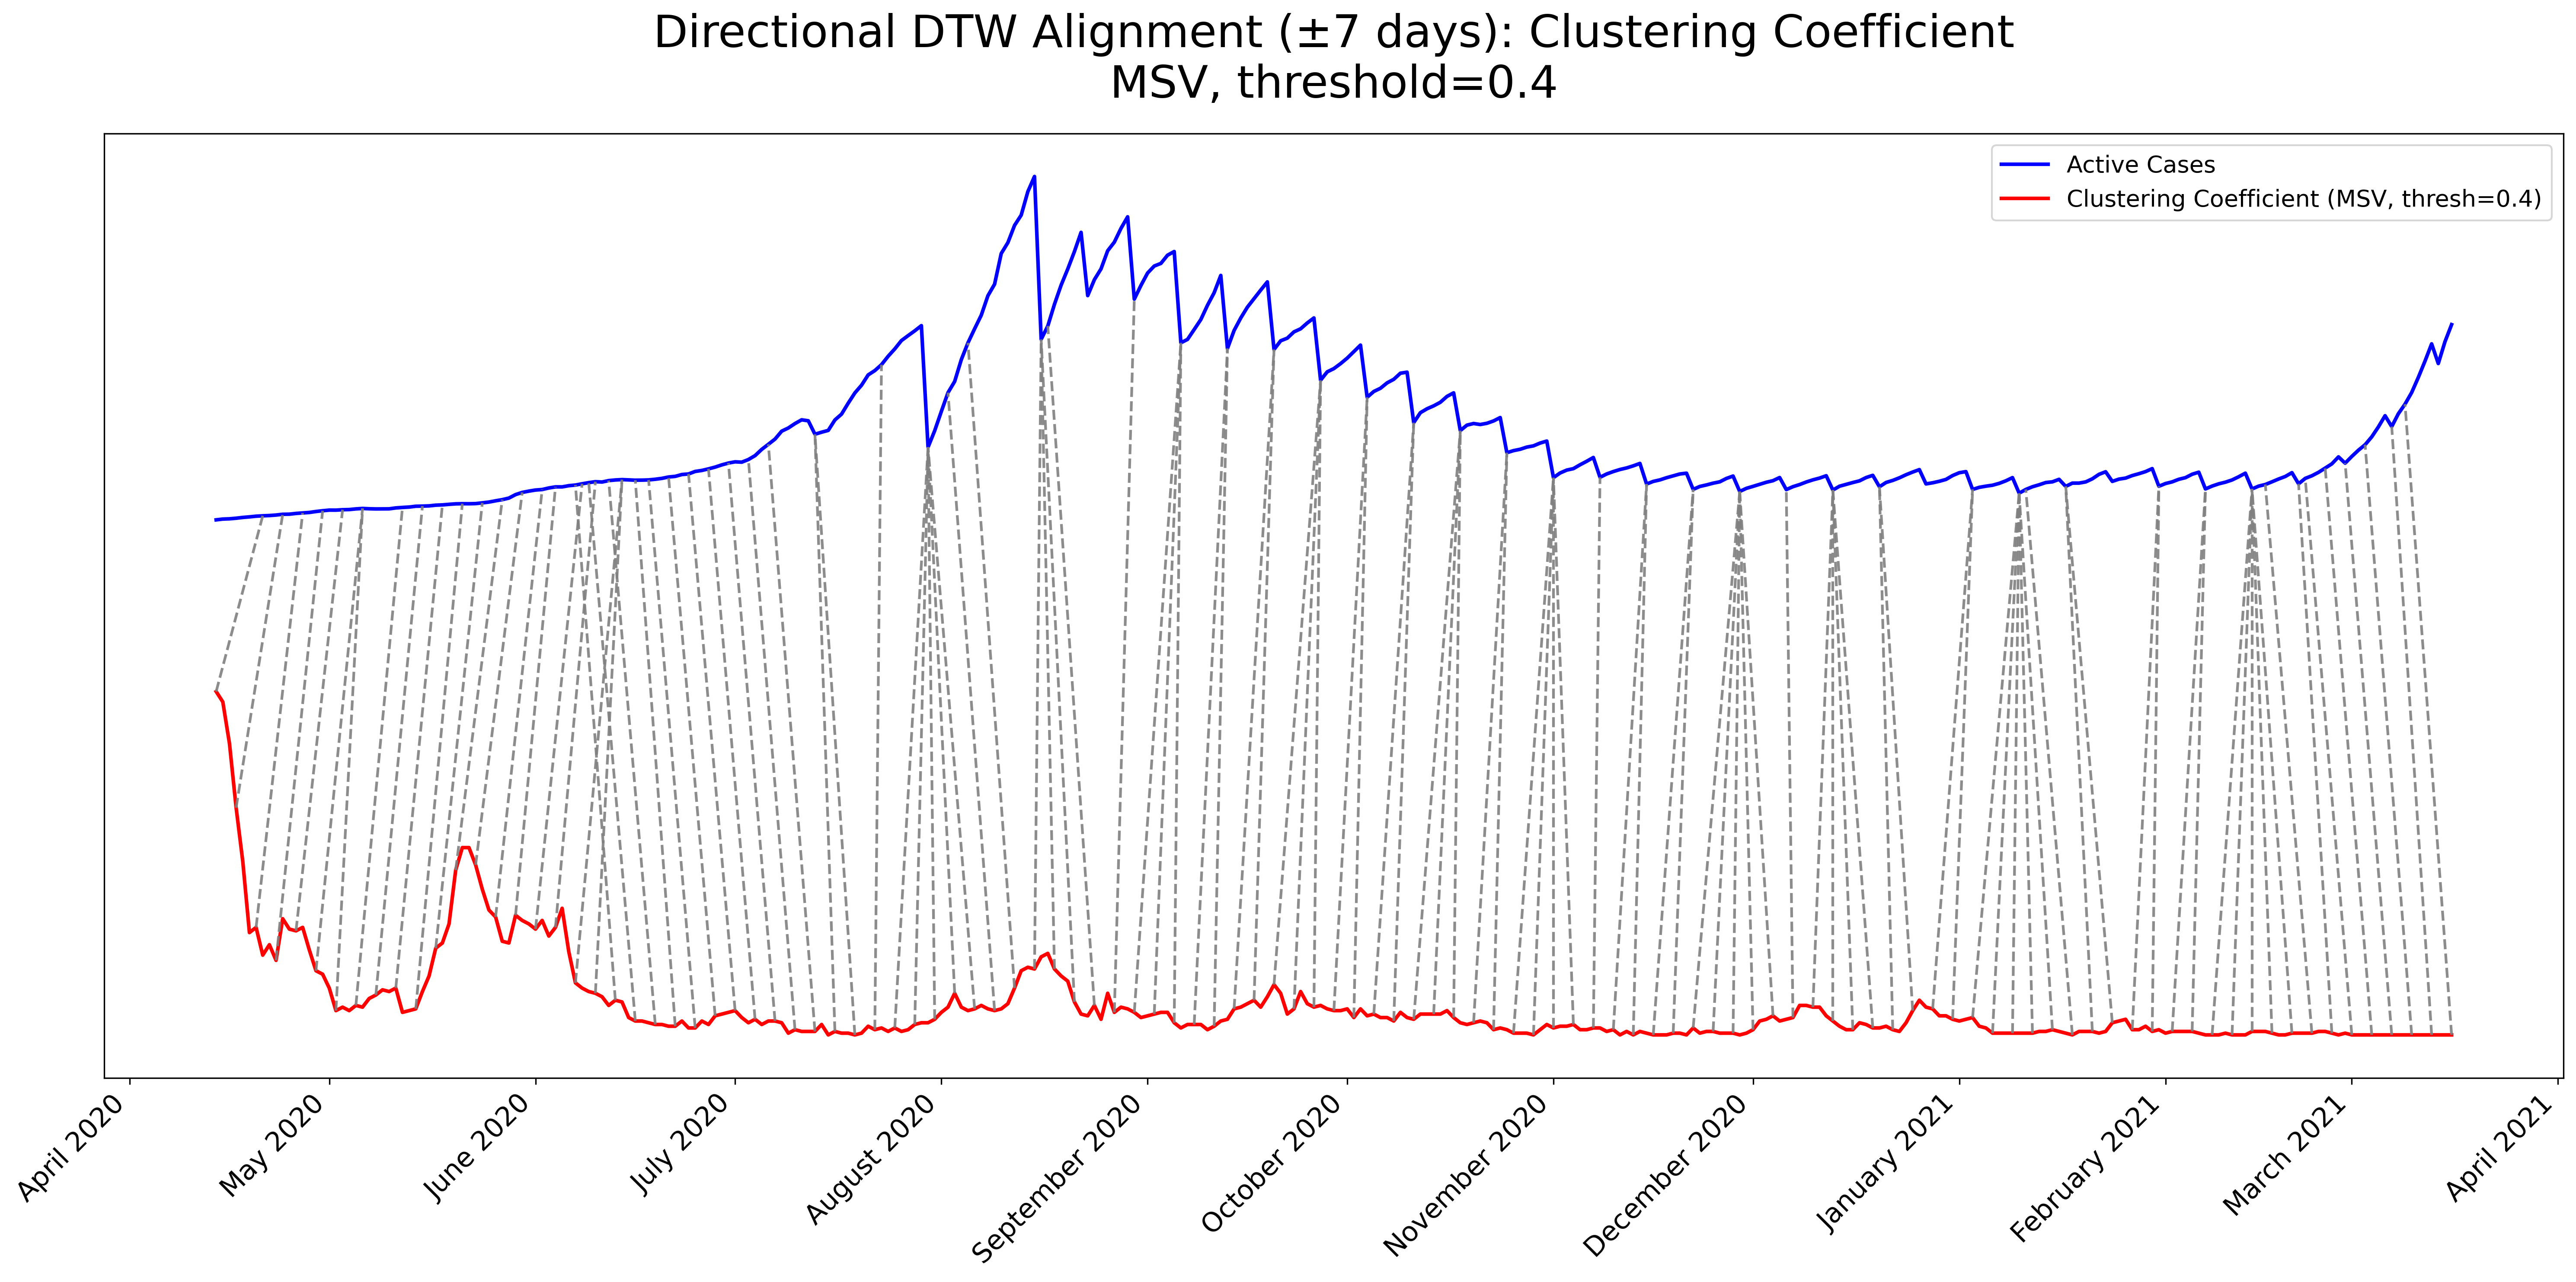 Directional DTW Alignment (±7 days): Clustering Coefficient
MSV, threshold=0.4
Active Cases
Clustering Coefficient (MSV, thresh=0.4)
April 2020
May 2020
June 2020
July 2020
August 2020
September 2020
October 2020
November 2020
December 2020
January 2021
February 2021
March 2021
April 2021